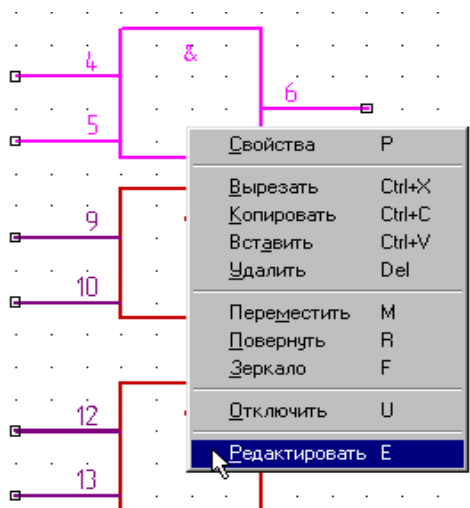 4 &
6
5
Свойства P
9
Вырезать Ctrl+X
Копировать Ctrl+C
Вставить Ctrl+V
Удалить Del
10
Переместить M
Повернуть R
Зеркало F
12
Отключить U
Редактировать E
13